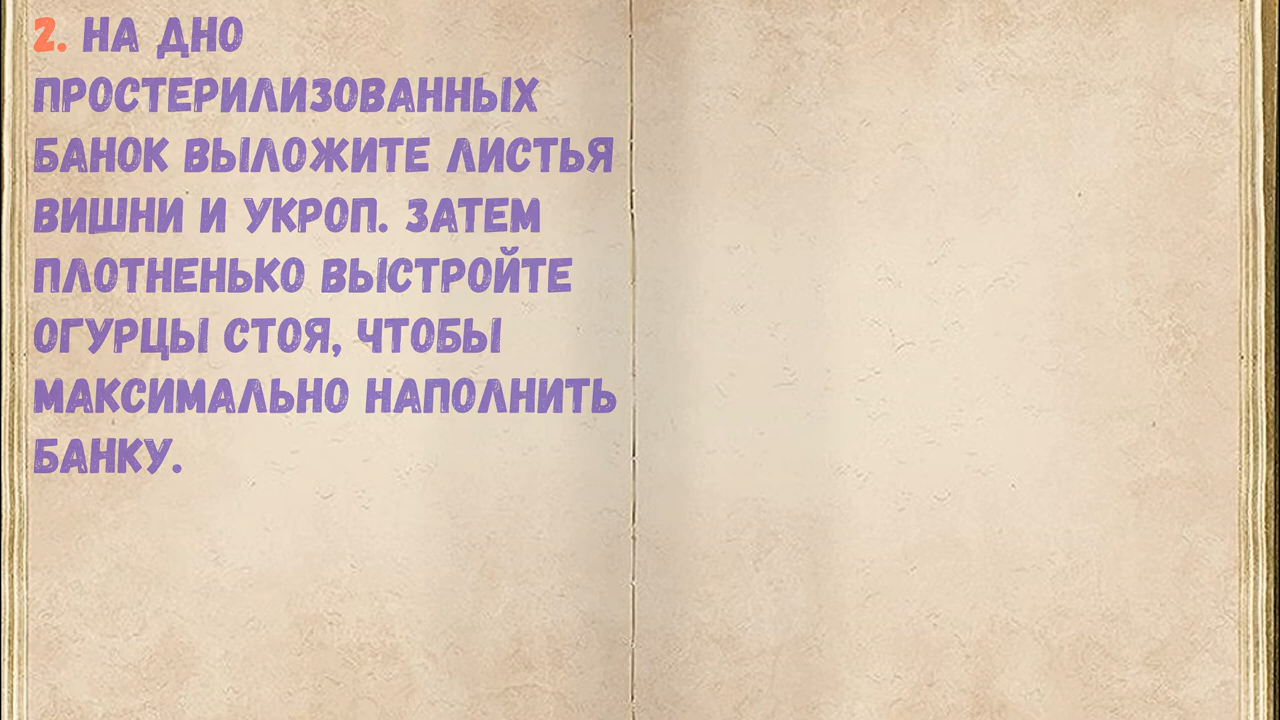 2. НА ДНО
ПРОСТЕРИЛИЗОВАННЫХ
БАНОК ВЫЛОЖИТЕ ЛИСТЬЯ
ВИШНИ И УКРОП. ЗАТЕМ
ПЛОТНЕНЬКО ВЫСТРОЙТЕ
ОГУРЦЫ СТОЯ, ЧТОБЫ
МАКСИМАЛЬНО НАПОЛНИТЬ
БАНКУ.